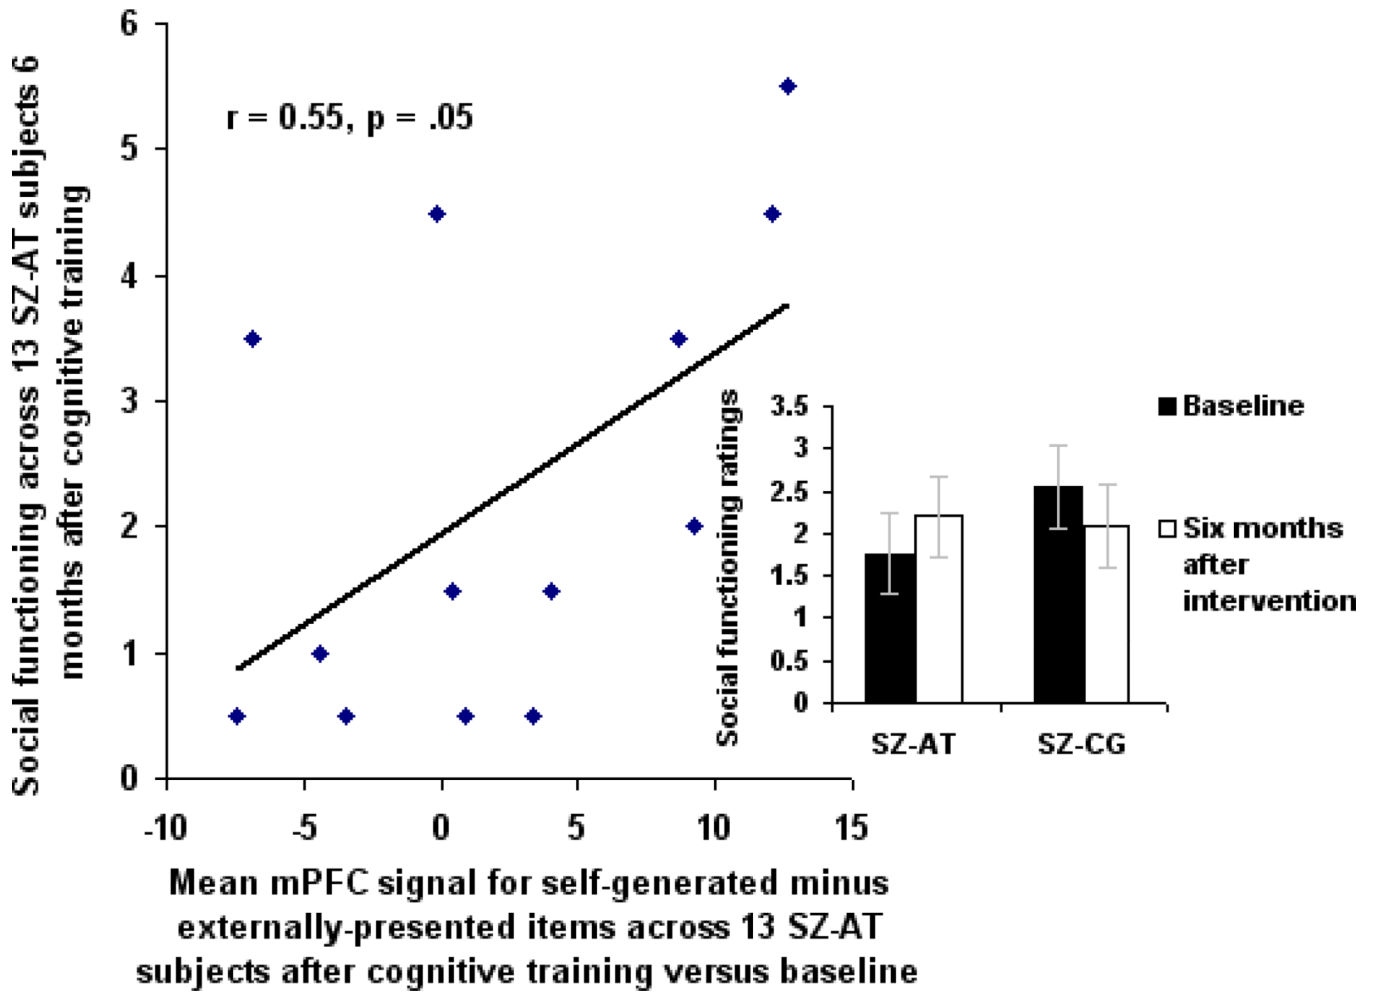 Social functioning across 13 SZ-AT subjects 6
months after cognitive training
6
5
4
3
2
1
0
r = 0.55, p = .05
-10
-5
0
5
10
15
Mean mPFC signal for self-generated minus
externally-presented items across 13 SZ-AT
subjects after cognitive training versus baseline
Social functioning ratings
3.5
3
2.5
2
1.5
1
0.5
0
SZ-AT
SZ-CG
Baseline
Six months
after
intervention